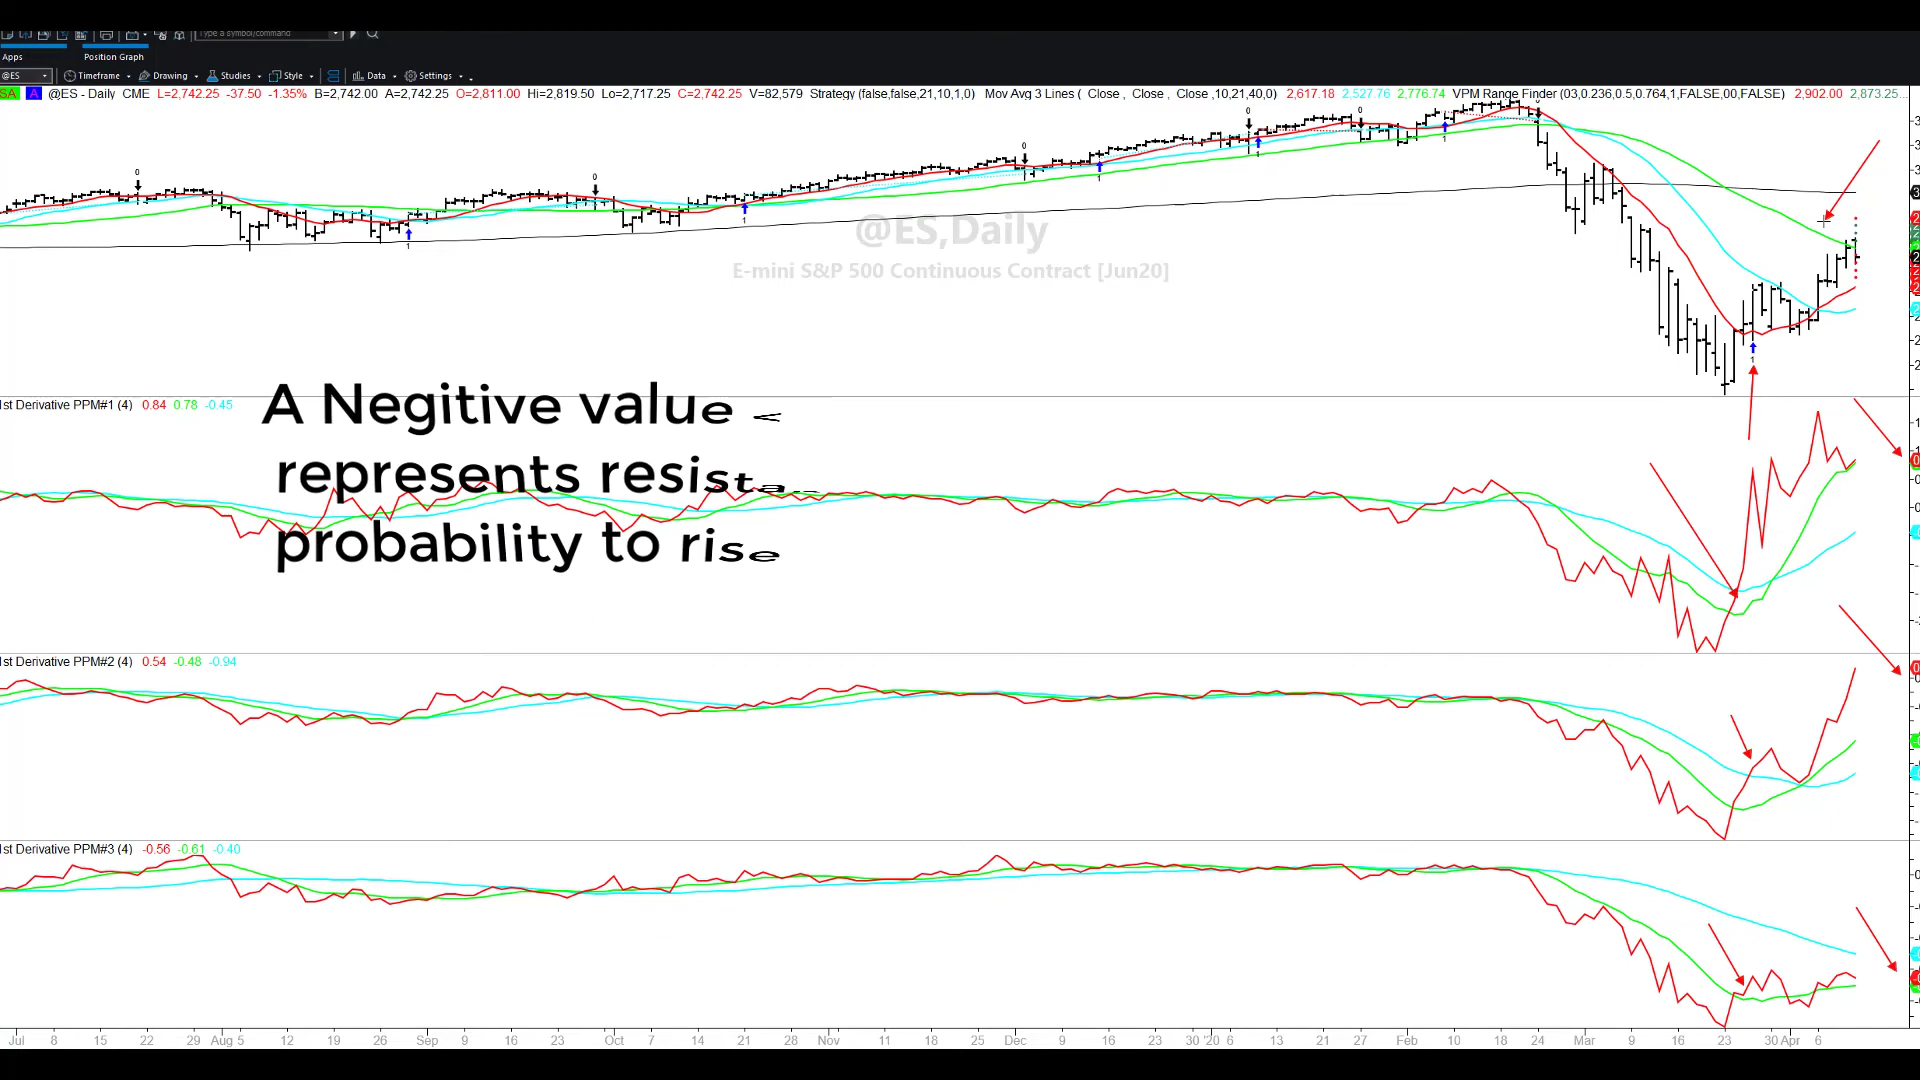 Type a symbol/command
Apps
Position Graph
@ES Timeframe Drawing Studies Style Data Settings
SA A @ES - Daily CME L=2,742.25 -37.50 -1.35% B=2,742.00 A=2,742.25 O=2,811.00 Hi=2,819.50 Lo=2,717.25 C=2,742.25 V=82,579 Strategy (false,false,21,10,1,0) Mov Avg 3 Lines ( Close , Close , Close ,10,21,40,0) 2,617.18 2,527.76 2,776.74 VPM Range Finder (03,0.236,0.5,0.764,1,FALSE,00,FALSE) 2,902.00 2,873.25...
@ES,Daily
E-mini S&P 500 Continuous Contract [Jun20]
A Negitive value <
represents resista
probability to rise
1st Derivative PPM#1 (4) 0.84 0.78 -0.45
1st Derivative PPM#2 (4) 0.54 -0.48 -0.94
1st Derivative PPM#3 (4) -0.56 -0.61 -0.40
Jul 8 15 22 29 Aug 5 12 19 26 Sep 9 16 23 Oct 7 14 21 28 Nov 11 18 25 Dec 9 16 23 30 '20 6 13 21 27 Feb 10 18 24 Mar 9 16 23 30 Apr 6